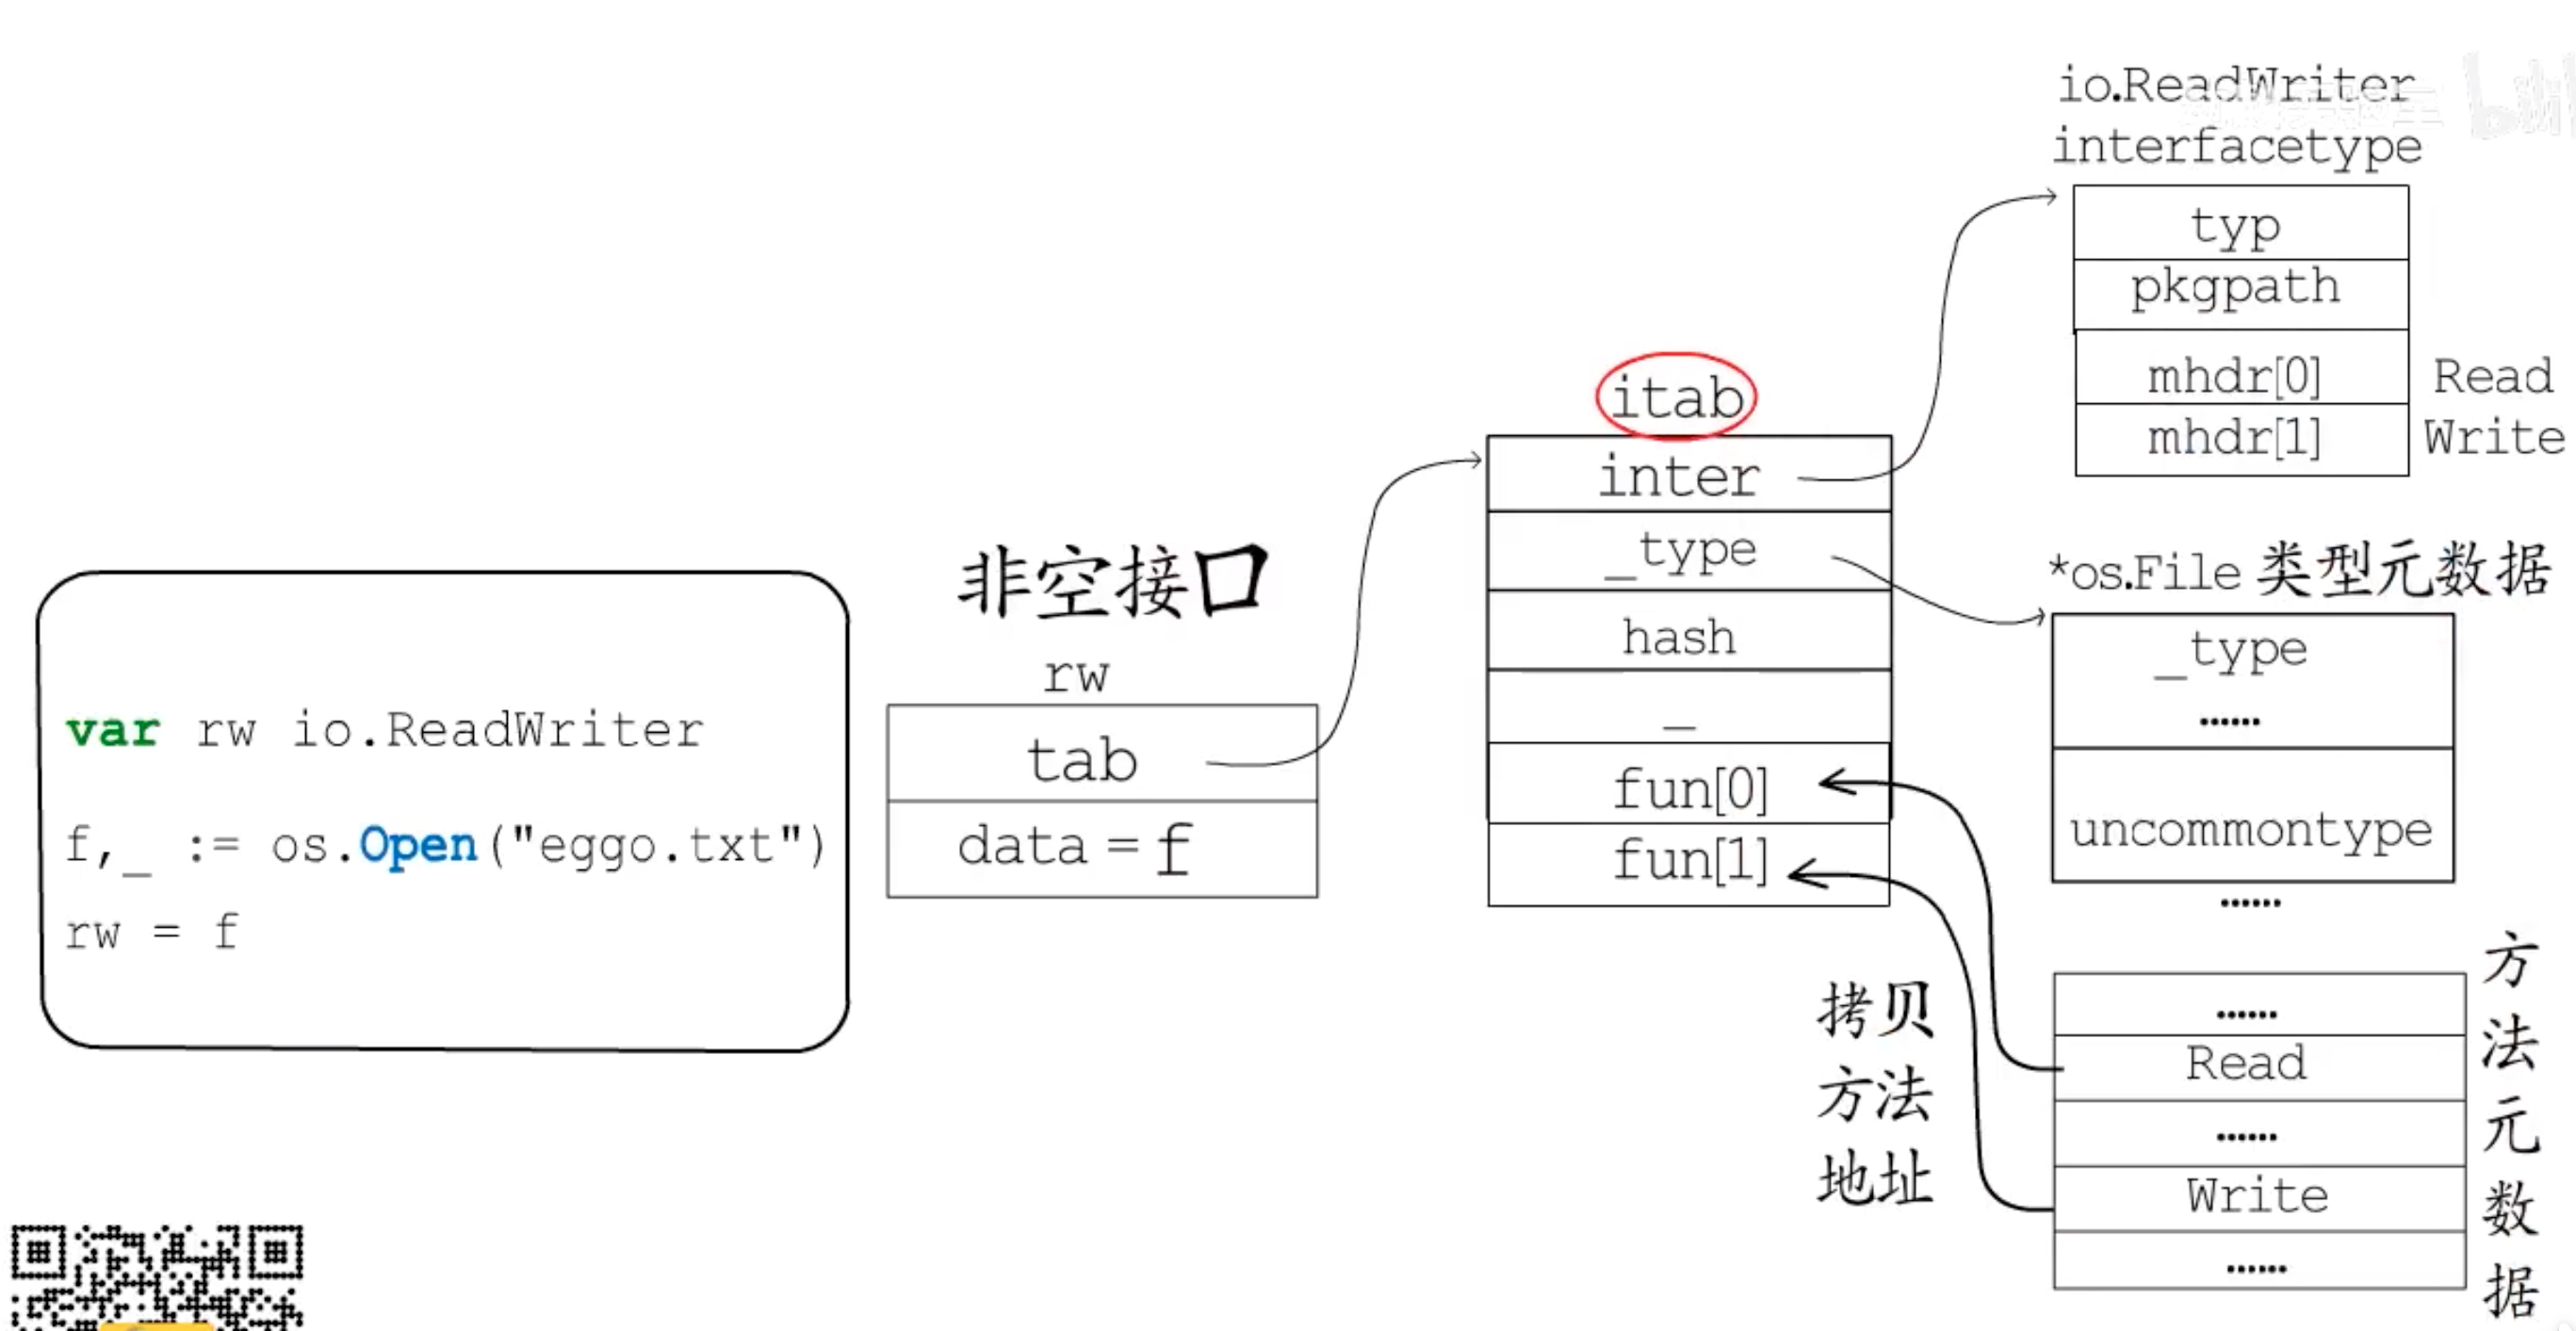 io.ReadWriter
interfacetype
typ
pkgpath
mhdr[0] Read
mhdr[1] Write
itab
inter
_type
hash
_
fun[0]
fun[1]
非空接口
rw
tab
data = f
var rw io.ReadWriter
f,_ := os.Open("eggo.txt")
rw = f
*os.File 类型元数据
_type
......
uncommontype
......
拷贝
方法
地址
......
Read
......
Write
......
方法元数据